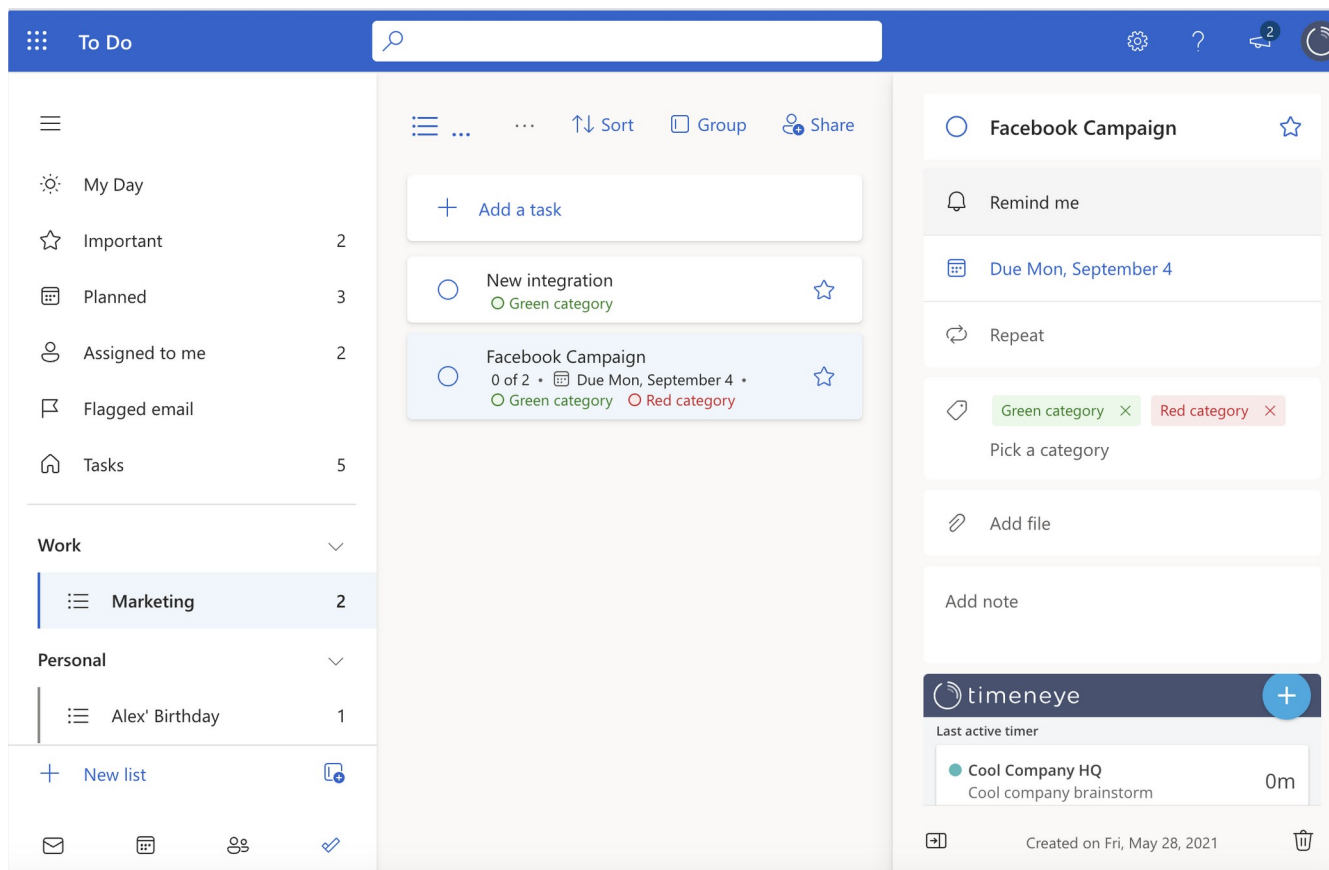 To Do
2
My Day
Important 2
Planned 3
Assigned to me 2
Flagged email
Tasks 5
Work
Marketing 2
Personal
Alex' Birthday 1
New list
... ... Sort Group Share
Add a task
New integration
Green category
Facebook Campaign
0 of 2 • Due Mon, September 4 •
Green category Red category
Facebook Campaign
Remind me
Due Mon, September 4
Repeat
Green category × Red category ×
Pick a category
Add file
Add note
timeneye +
Last active timer
Cool Company HQ
Cool company brainstorm 0m
Created on Fri, May 28, 2021